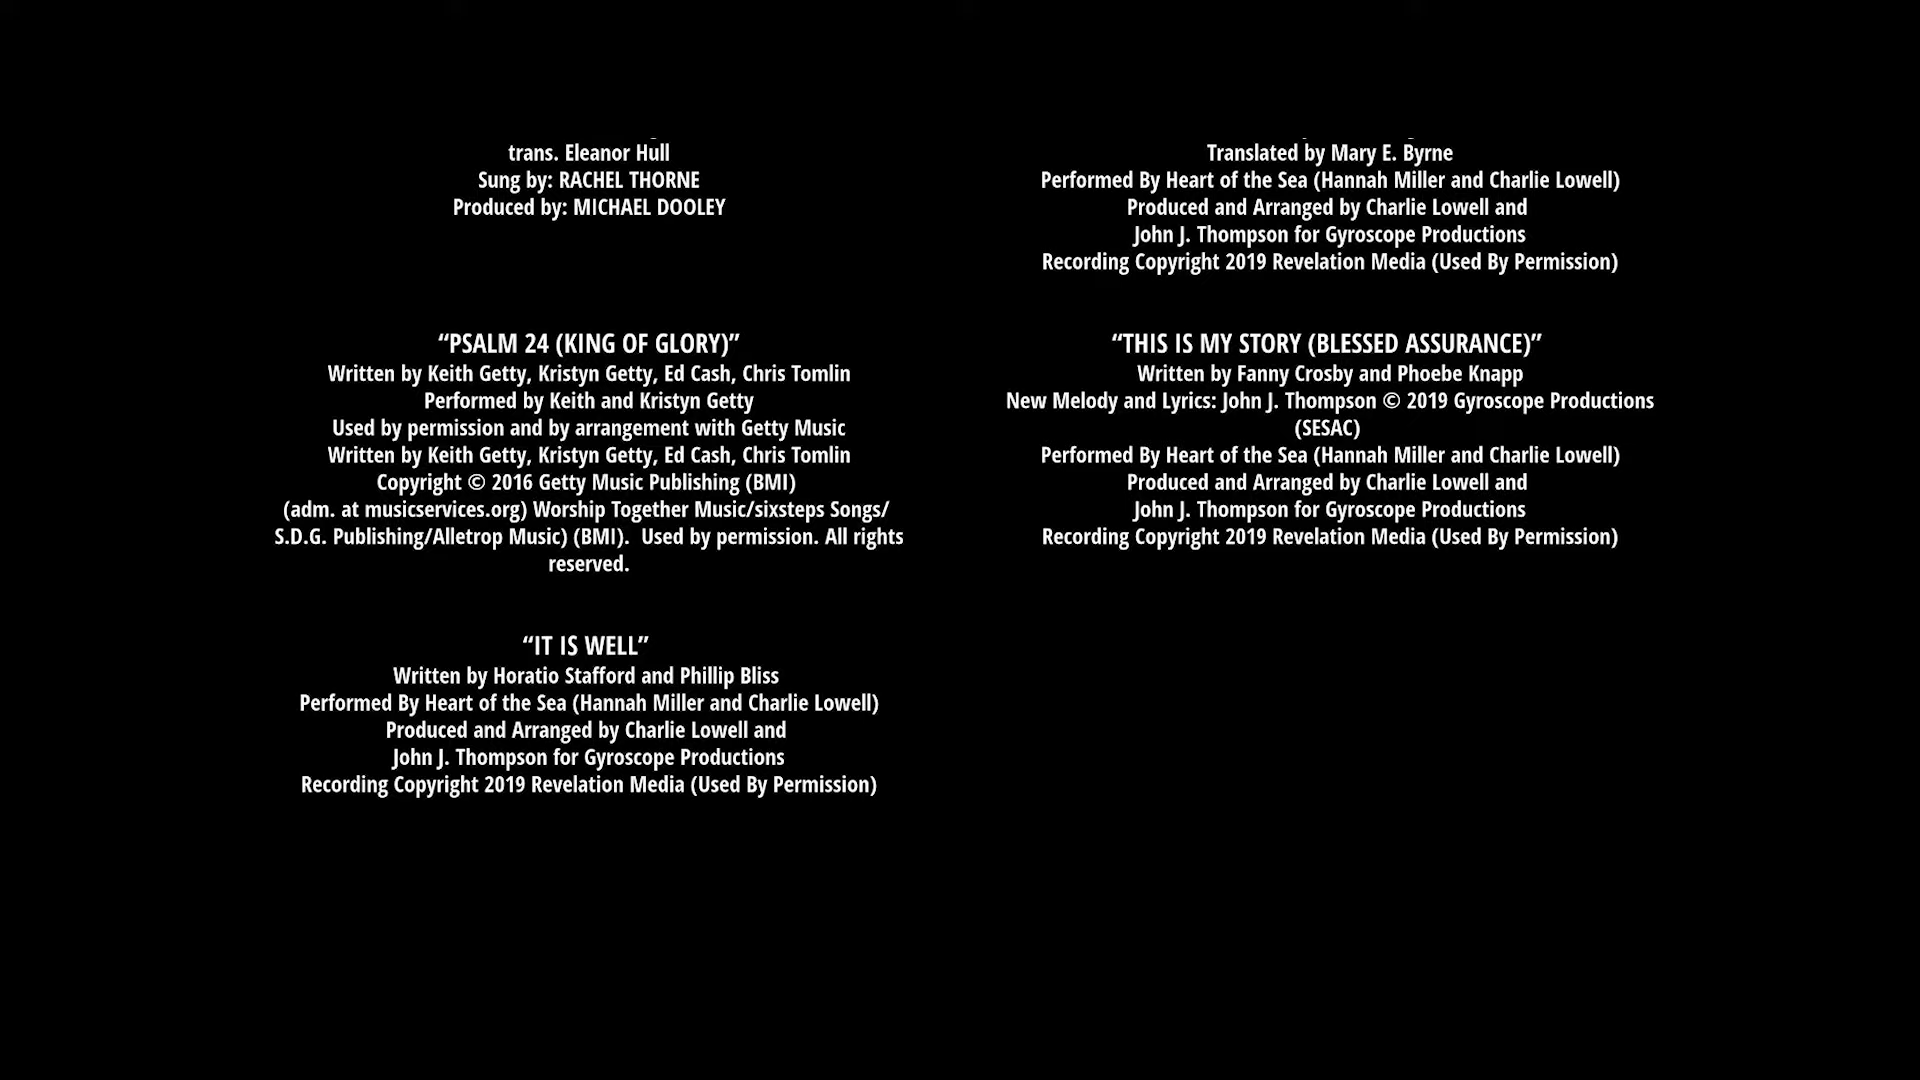 trans. Eleanor Hull
Sung by: RACHEL THORNE
Produced by: MICHAEL DOOLEY
“PSALM 24 (KING OF GLORY)”
Written by Keith Getty, Kristyn Getty, Ed Cash, Chris Tomlin
Performed by Keith and Kristyn Getty
Used by permission and by arrangement with Getty Music
Written by Keith Getty, Kristyn Getty, Ed Cash, Chris Tomlin
Copyright © 2016 Getty Music Publishing (BMI)
(adm. at musicservices.org) Worship Together Music/sixsteps Songs/
S.D.G. Publishing/Alletrop Music) (BMI).  Used by permission. All rights
reserved.
“IT IS WELL”
Written by Horatio Stafford and Phillip Bliss
Performed By Heart of the Sea (Hannah Miller and Charlie Lowell)
Produced and Arranged by Charlie Lowell and
John J. Thompson for Gyroscope Productions
Recording Copyright 2019 Revelation Media (Used By Permission)
Translated by Mary E. Byrne
Performed By Heart of the Sea (Hannah Miller and Charlie Lowell)
Produced and Arranged by Charlie Lowell and
John J. Thompson for Gyroscope Productions
Recording Copyright 2019 Revelation Media (Used By Permission)
“THIS IS MY STORY (BLESSED ASSURANCE)”
Written by Fanny Crosby and Phoebe Knapp
New Melody and Lyrics: John J. Thompson © 2019 Gyroscope Productions
(SESAC)
Performed By Heart of the Sea (Hannah Miller and Charlie Lowell)
Produced and Arranged by Charlie Lowell and
John J. Thompson for Gyroscope Productions
Recording Copyright 2019 Revelation Media (Used By Permission)